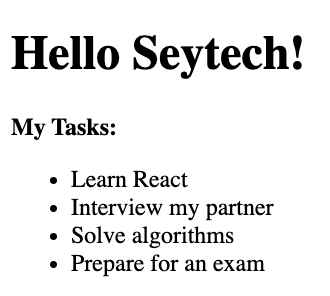 Hello Seytech!
My Tasks:
• Learn React
• Interview my partner
• Solve algorithms
• Prepare for an exam